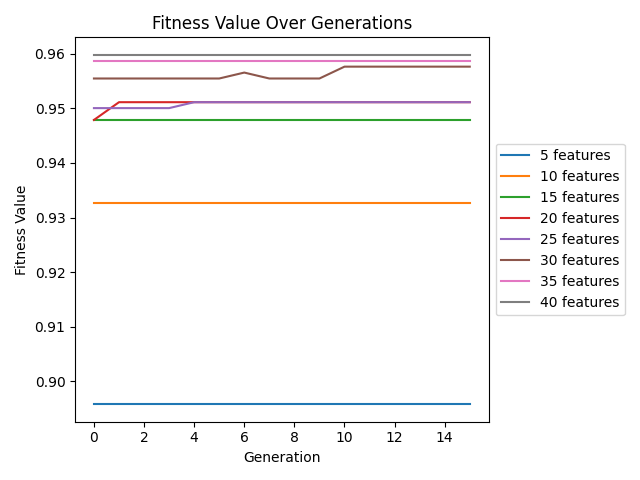 Fitness Value Over Generations
0.96
0.95
0.94
0.93
0.92
0.91
0.90
Fitness Value
0 2 4 6 8 10 12 14
Generation
5 features
10 features
15 features
20 features
25 features
30 features
35 features
40 features